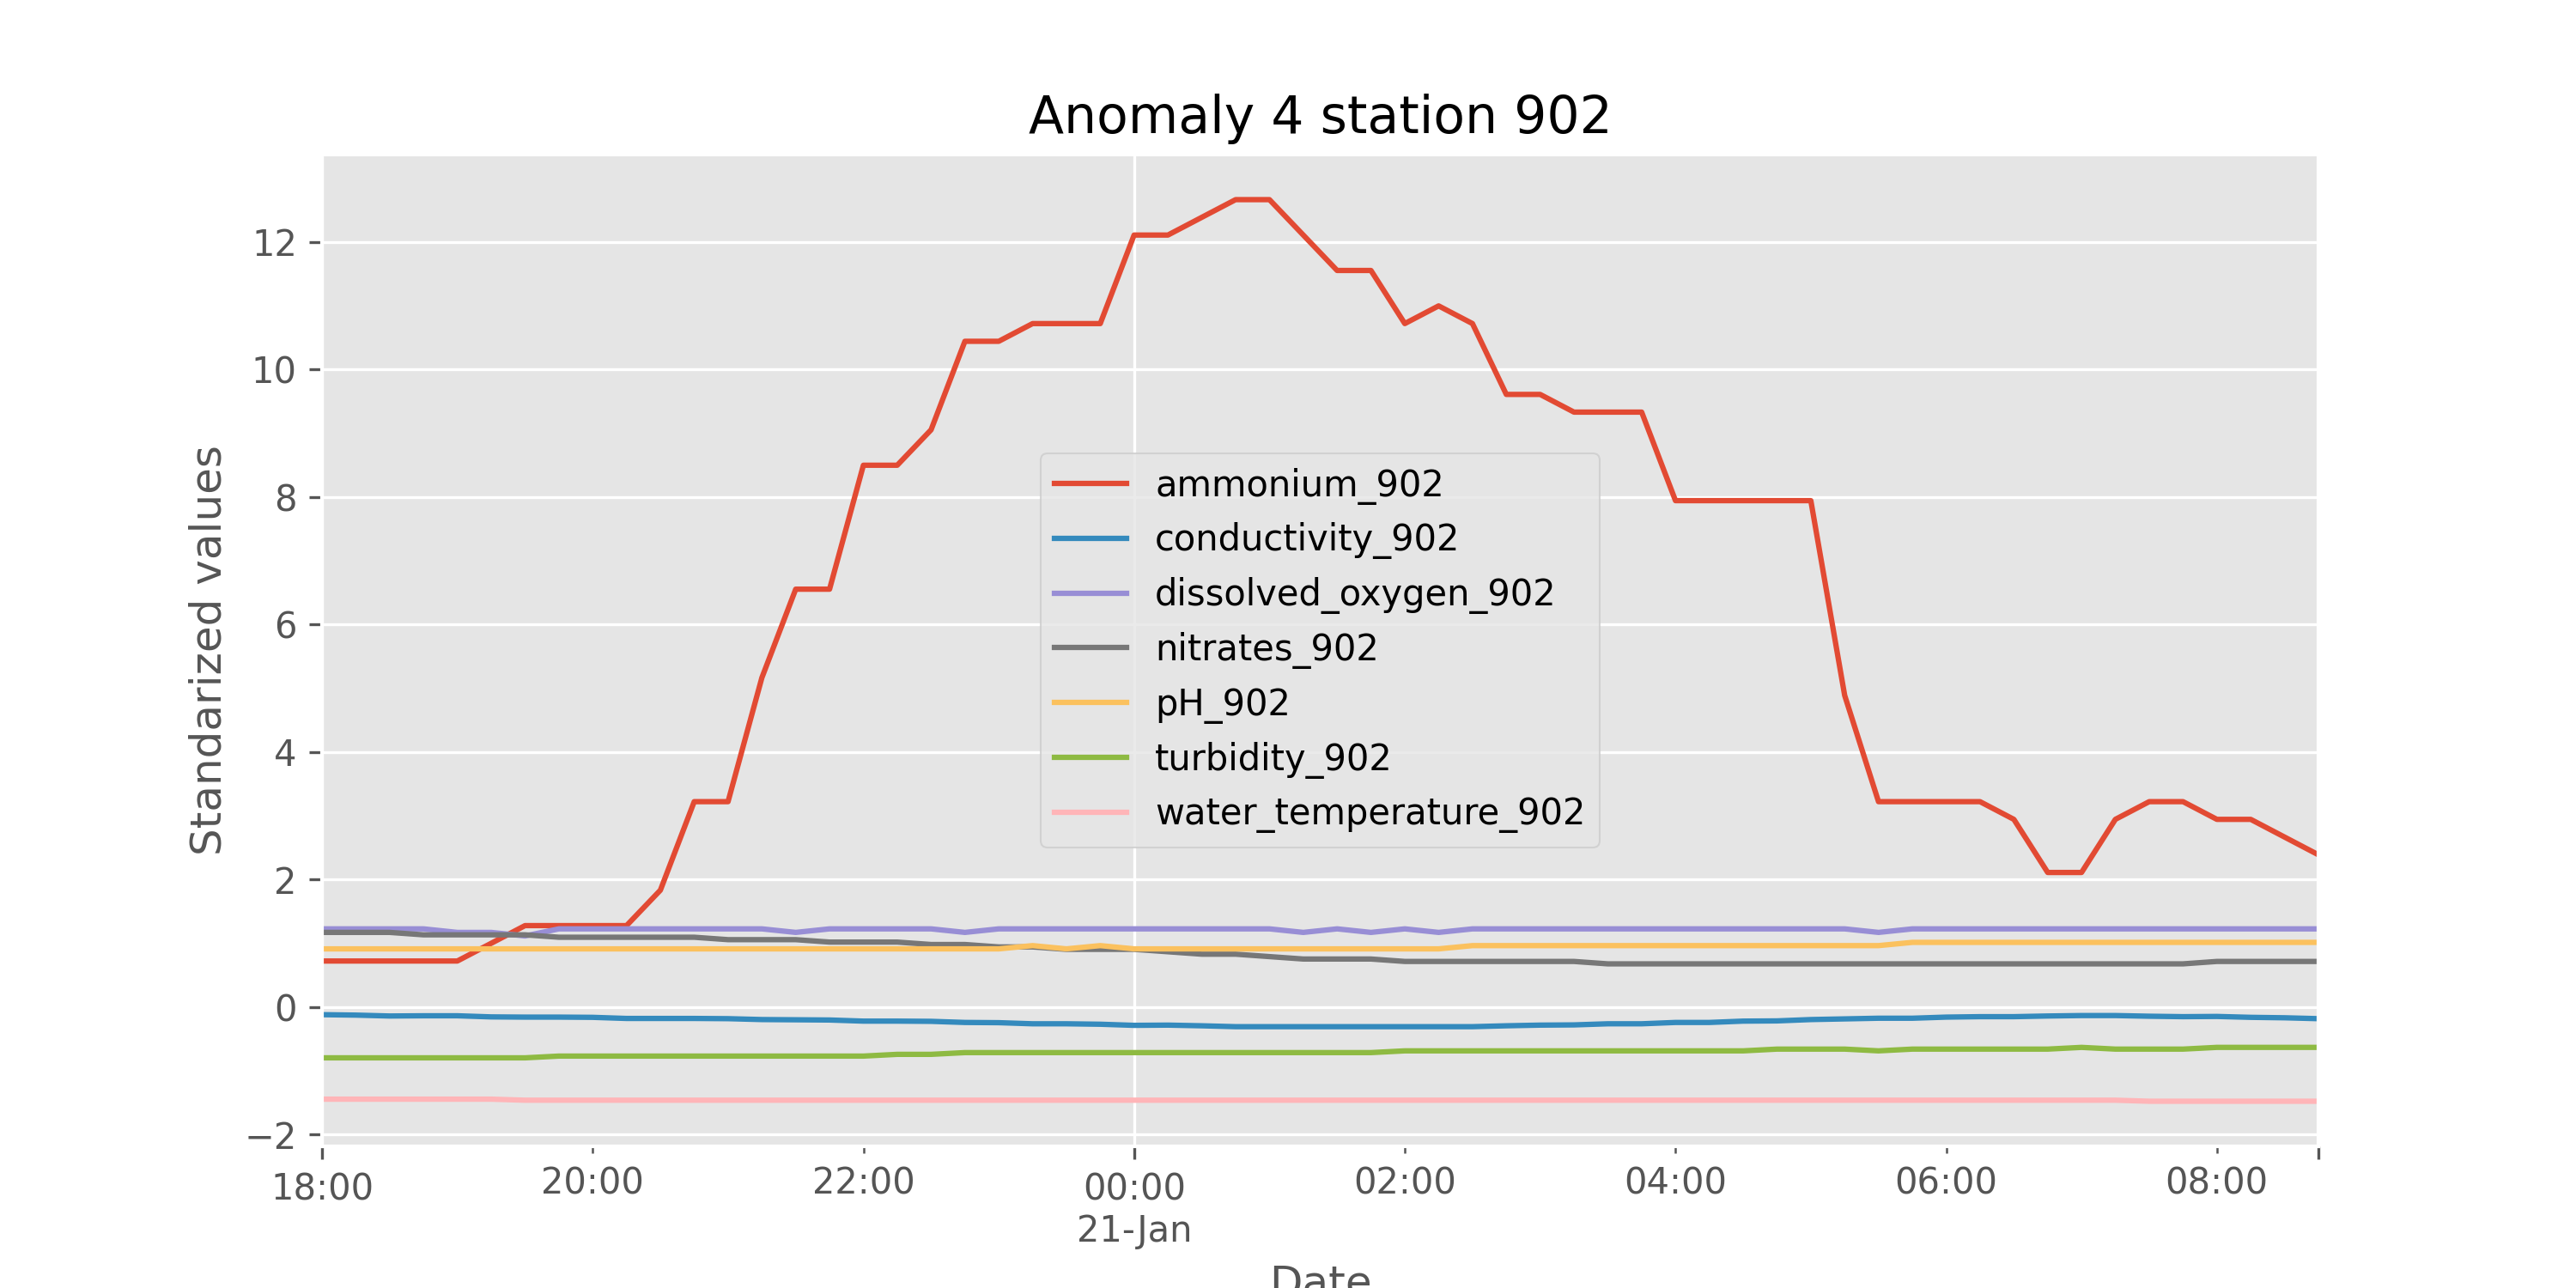 Anomaly 4 station 902
Standarized values
12
10
8
6
4
2
0
−2
ammonium_902
conductivity_902
dissolved_oxygen_902
nitrates_902
pH_902
turbidity_902
water_temperature_902
18:00 20:00 22:00 00:00 02:00 04:00 06:00 08:00
21-Jan
Date